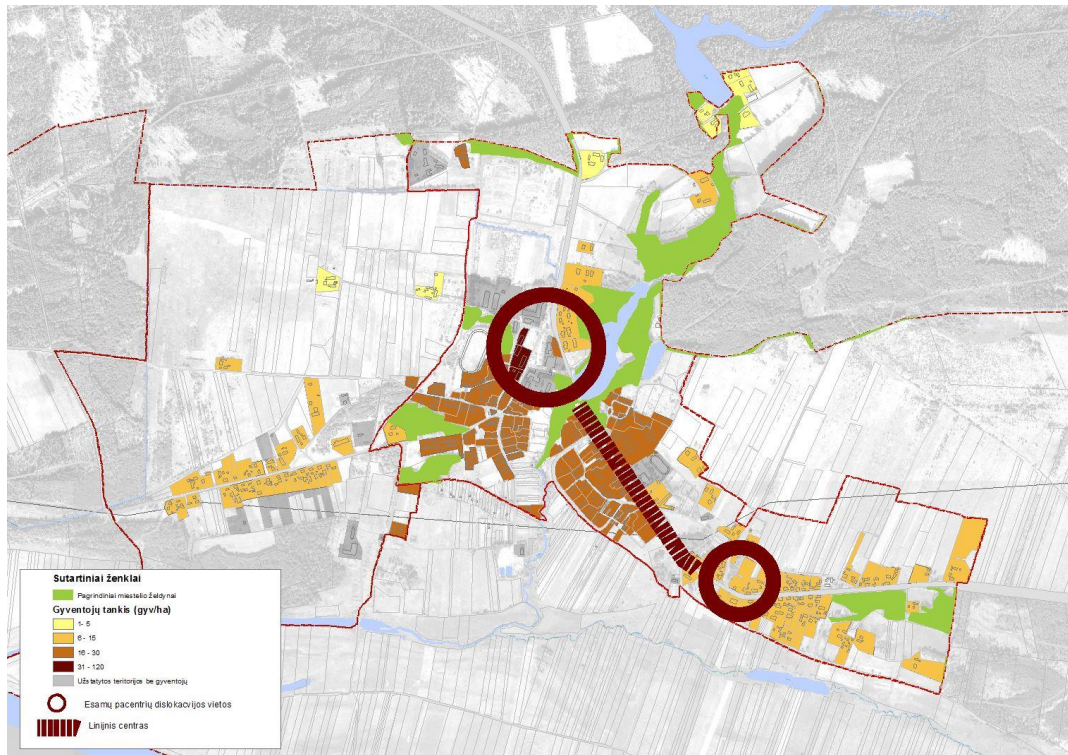 Sutartiniai ženklai
Pagrindiniai miestelio želdynai
Gyventojų tankis (gyv/ha)
1- 5
6 - 15
16 - 30
31 - 120
Užstatytos teritorijos be gyventojų
Esamų pacentrių dislokacvijos vietos
Linijinis centras